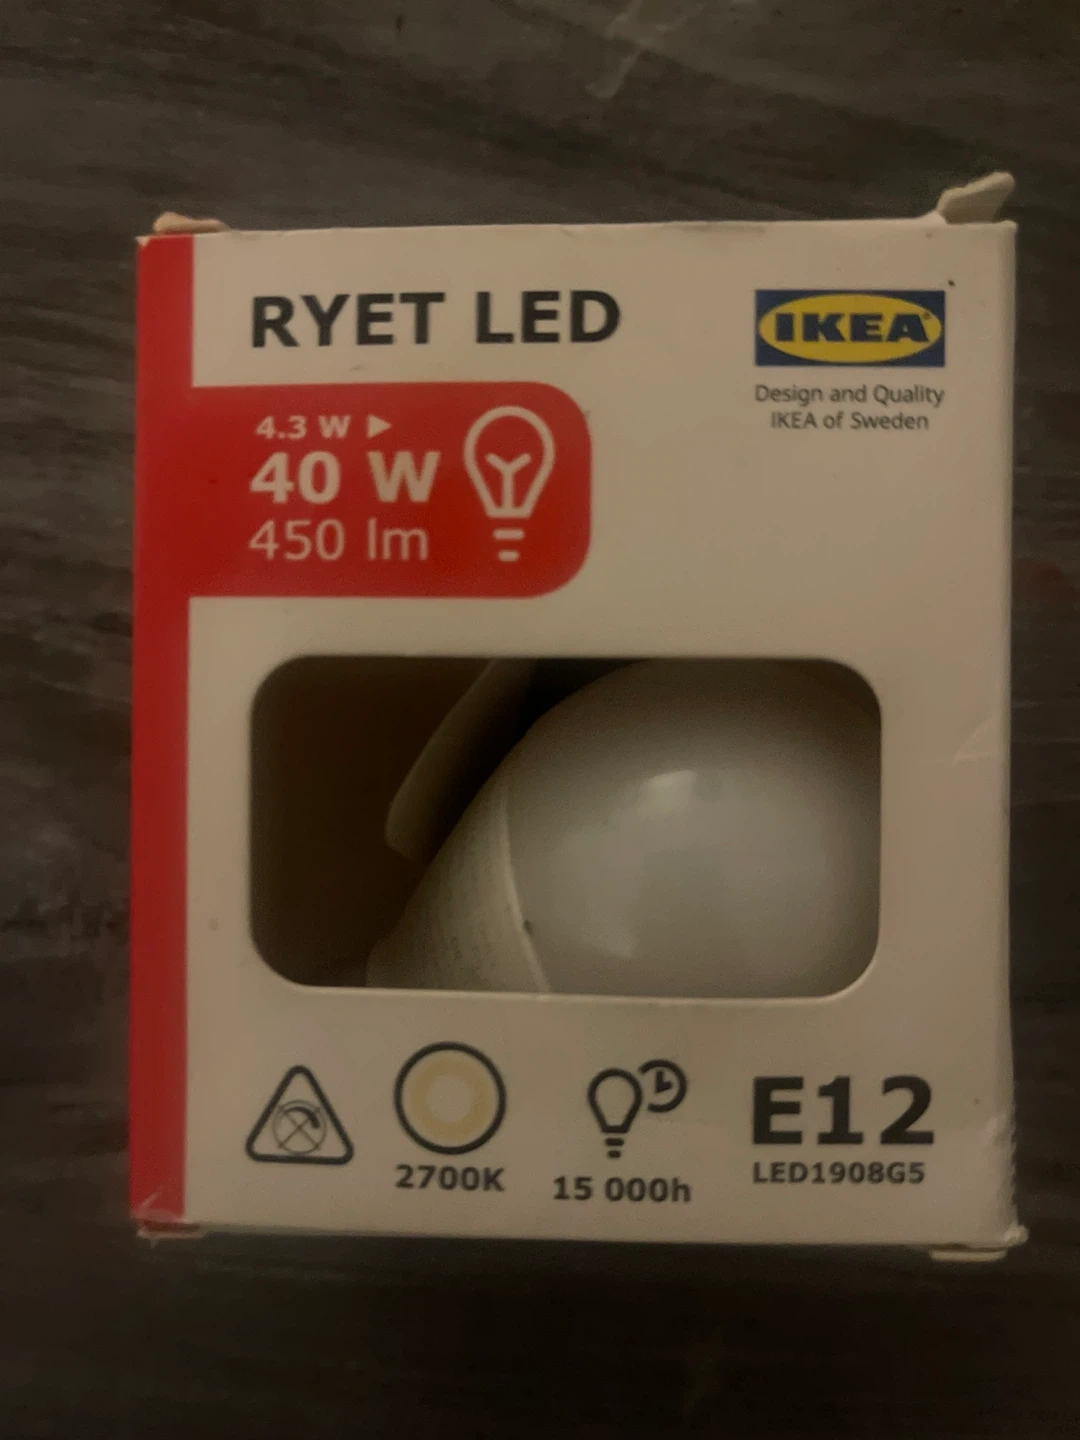 RYET LED
IKEA®
Design and Quality
IKEA of Sweden
4.3 W ▶
40 W
450 lm
2700K
15 000h
E12
LED1908G5